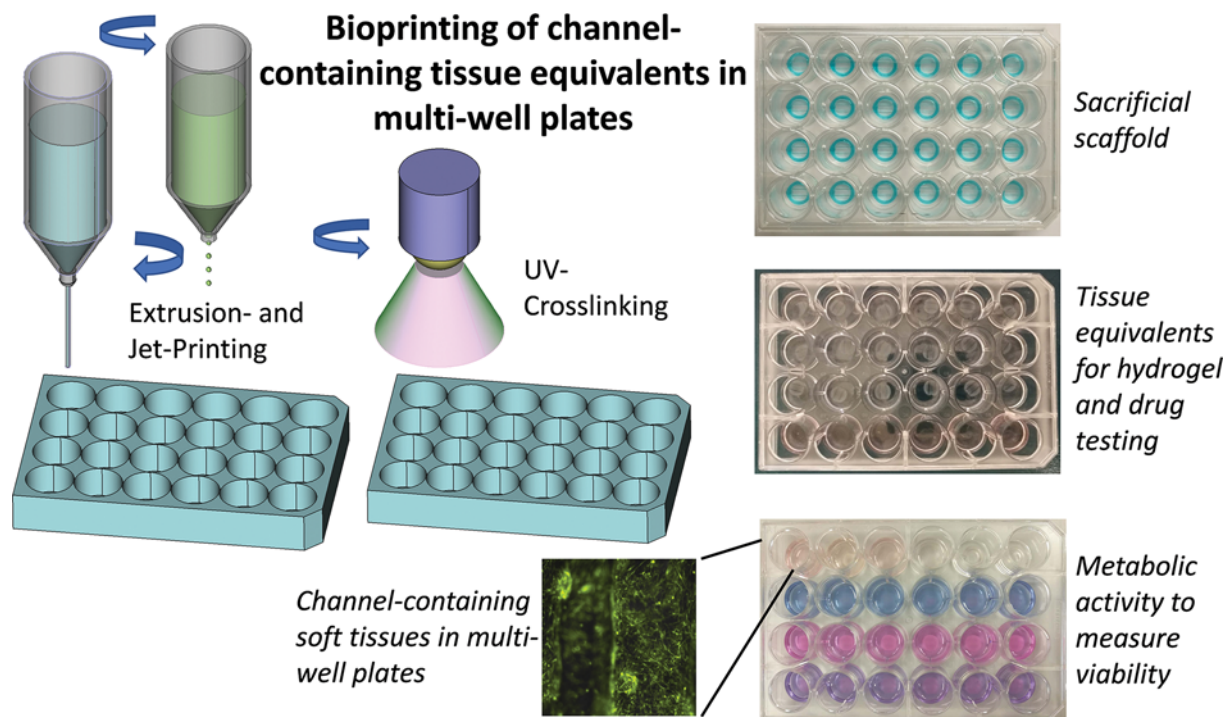 Bioprinting of channel-
containing tissue equivalents in
multi-well plates
Extrusion- and
Jet-Printing
UV-
Crosslinking
Sacrificial
scaffold
Tissue
equivalents
for hydrogel
and drug
testing
Channel-containing
soft tissues in multi-
well plates
Metabolic
activity to
measure
viability